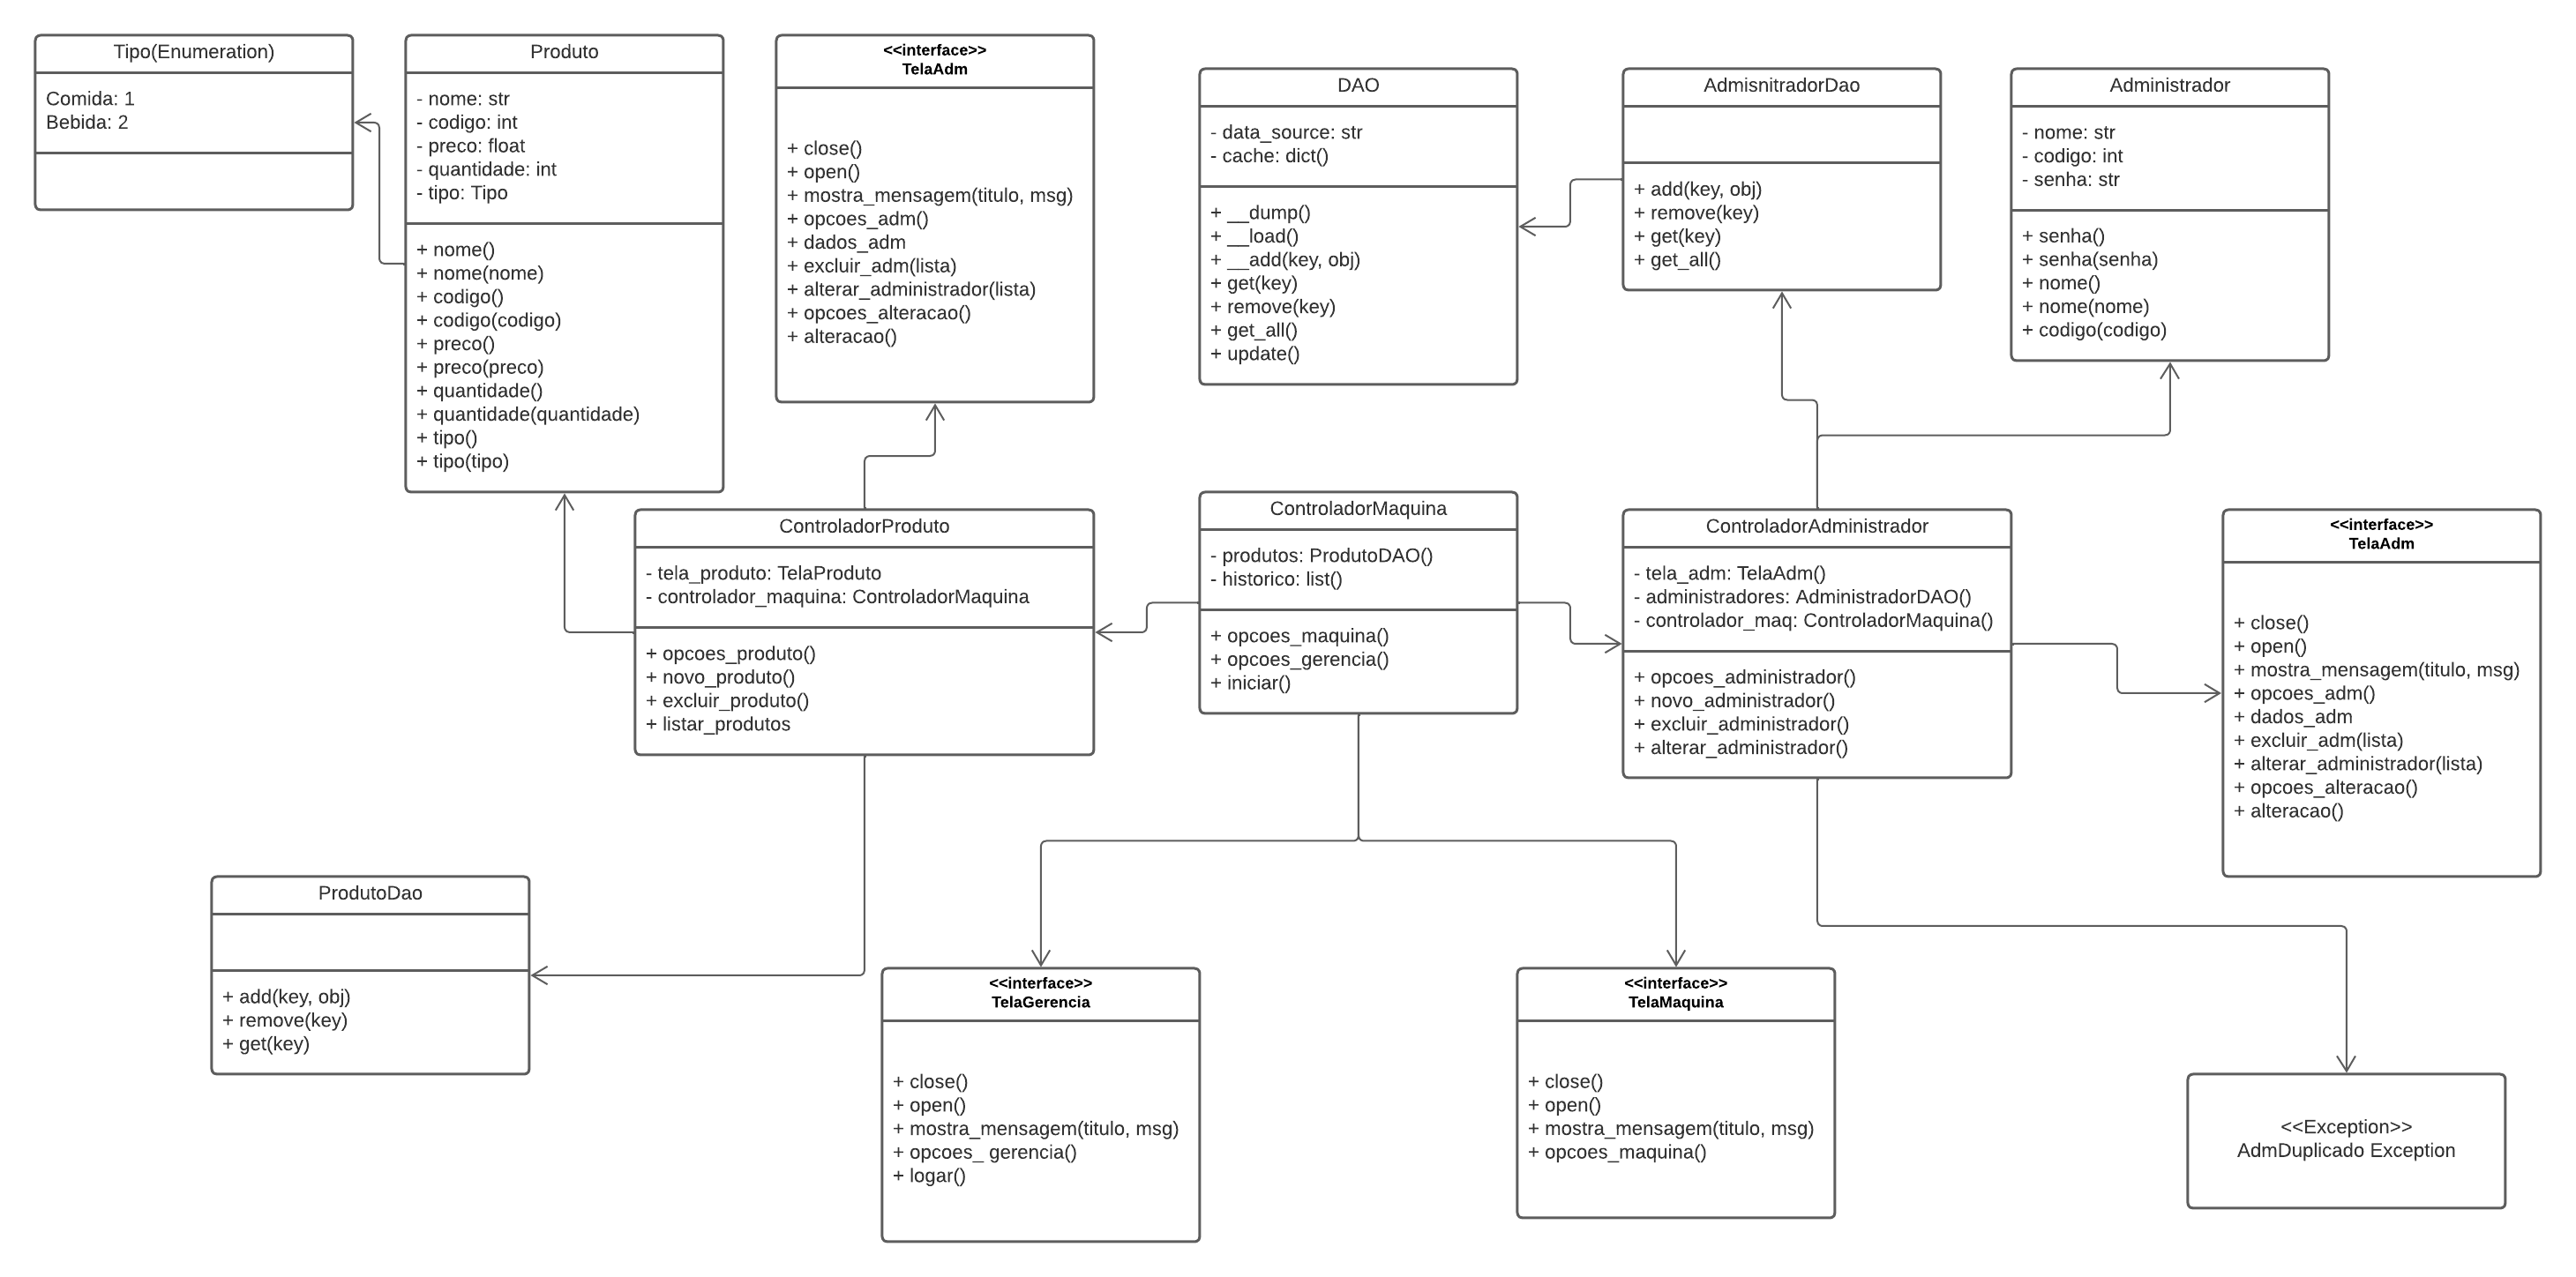 Tipo(Enumeration)
Comida: 1
Bebida: 2
Produto
- nome: str
- codigo: int
- preco: float
- quantidade: int
- tipo: Tipo
+ nome()
+ nome(nome)
+ codigo()
+ codigo(codigo)
+ preco()
+ preco(preco)
+ quantidade()
+ quantidade(quantidade)
+ tipo()
+ tipo(tipo)
<<interface>>
TelaAdm
+ close()
+ open()
+ mostra_mensagem(titulo, msg)
+ opcoes_adm()
+ dados_adm
+ excluir_adm(lista)
+ alterar_administrador(lista)
+ opcoes_alteracao()
+ alteracao()
DAO
- data_source: str
- cache: dict()
+ __dump()
+ __load()
+ __add(key, obj)
+ get(key)
+ remove(key)
+ get_all()
+ update()
AdmisnitradorDao
+ add(key, obj)
+ remove(key)
+ get(key)
+ get_all()
Administrador
- nome: str
- codigo: int
- senha: str
+ senha()
+ senha(senha)
+ nome()
+ nome(nome)
+ codigo(codigo)
ControladorProduto
- tela_produto: TelaProduto
- controlador_maquina: ControladorMaquina
+ opcoes_produto()
+ novo_produto()
+ excluir_produto()
+ listar_produtos
ControladorMaquina
- produtos: ProdutoDAO()
- historico: list()
+ opcoes_maquina()
+ opcoes_gerencia()
+ iniciar()
ControladorAdministrador
- tela_adm: TelaAdm()
- administradores: AdministradorDAO()
- controlador_maq: ControladorMaquina()
+ opcoes_administrador()
+ novo_administrador()
+ excluir_administrador()
+ alterar_administrador()
<<interface>>
TelaAdm
+ close()
+ open()
+ mostra_mensagem(titulo, msg)
+ opcoes_adm()
+ dados_adm
+ excluir_adm(lista)
+ alterar_administrador(lista)
+ opcoes_alteracao()
+ alteracao()
ProdutoDao
+ add(key, obj)
+ remove(key)
+ get(key)
<<interface>>
TelaGerencia
+ close()
+ open()
+ mostra_mensagem(titulo, msg)
+ opcoes_ gerencia()
+ logar()
<<interface>>
TelaMaquina
+ close()
+ open()
+ mostra_mensagem(titulo, msg)
+ opcoes_maquina()
<<Exception>>
AdmDuplicado Exception